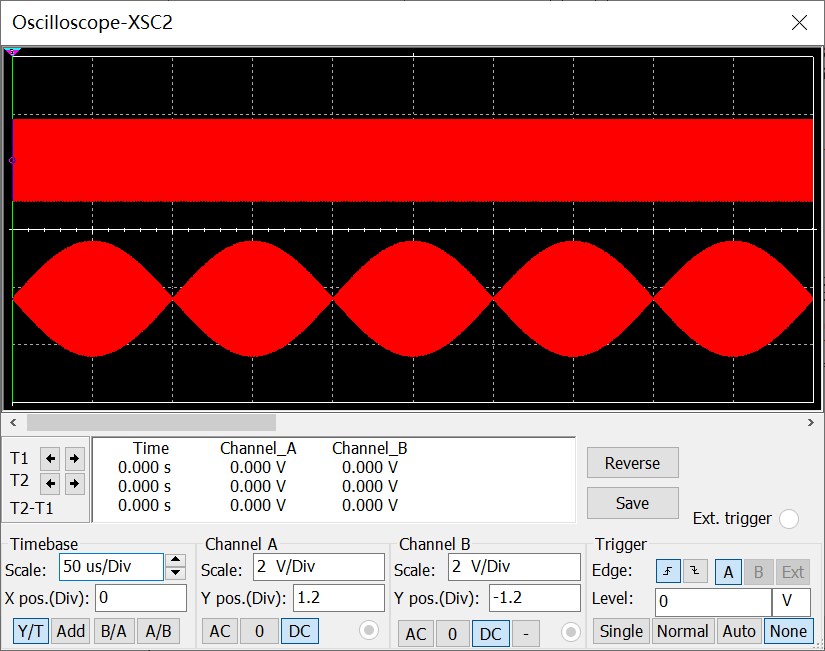 Oscilloscope-XSC2
T1
T2
T2-T1
Time Channel_A Channel_B
0.000 s 0.000 V 0.000 V
0.000 s 0.000 V 0.000 V
0.000 s 0.000 V 0.000 V
Reverse
Save
Ext. trigger
Timebase
Scale: 50 us/Div
X pos.(Div): 0
Y/T Add B/A A/B
Channel A
Scale: 2 V/Div
Y pos.(Div): 1.2
AC 0 DC
Channel B
Scale: 2 V/Div
Y pos.(Div): -1.2
AC 0 DC -
Trigger
Edge: A B Ext
Level: 0 V
Single Normal Auto None